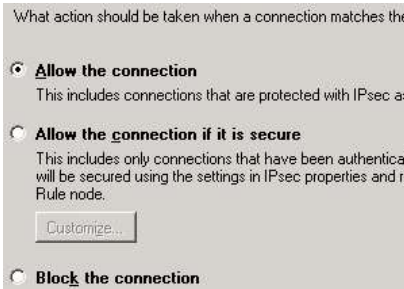 What action should be taken when a connection matches the
Allow the connection
This includes connections that are protected with IPsec as
Allow the connection if it is secure
This includes only connections that have been authentica
will be secured using the settings in IPsec properties and r
Rule node.
Customize...
Block the connection